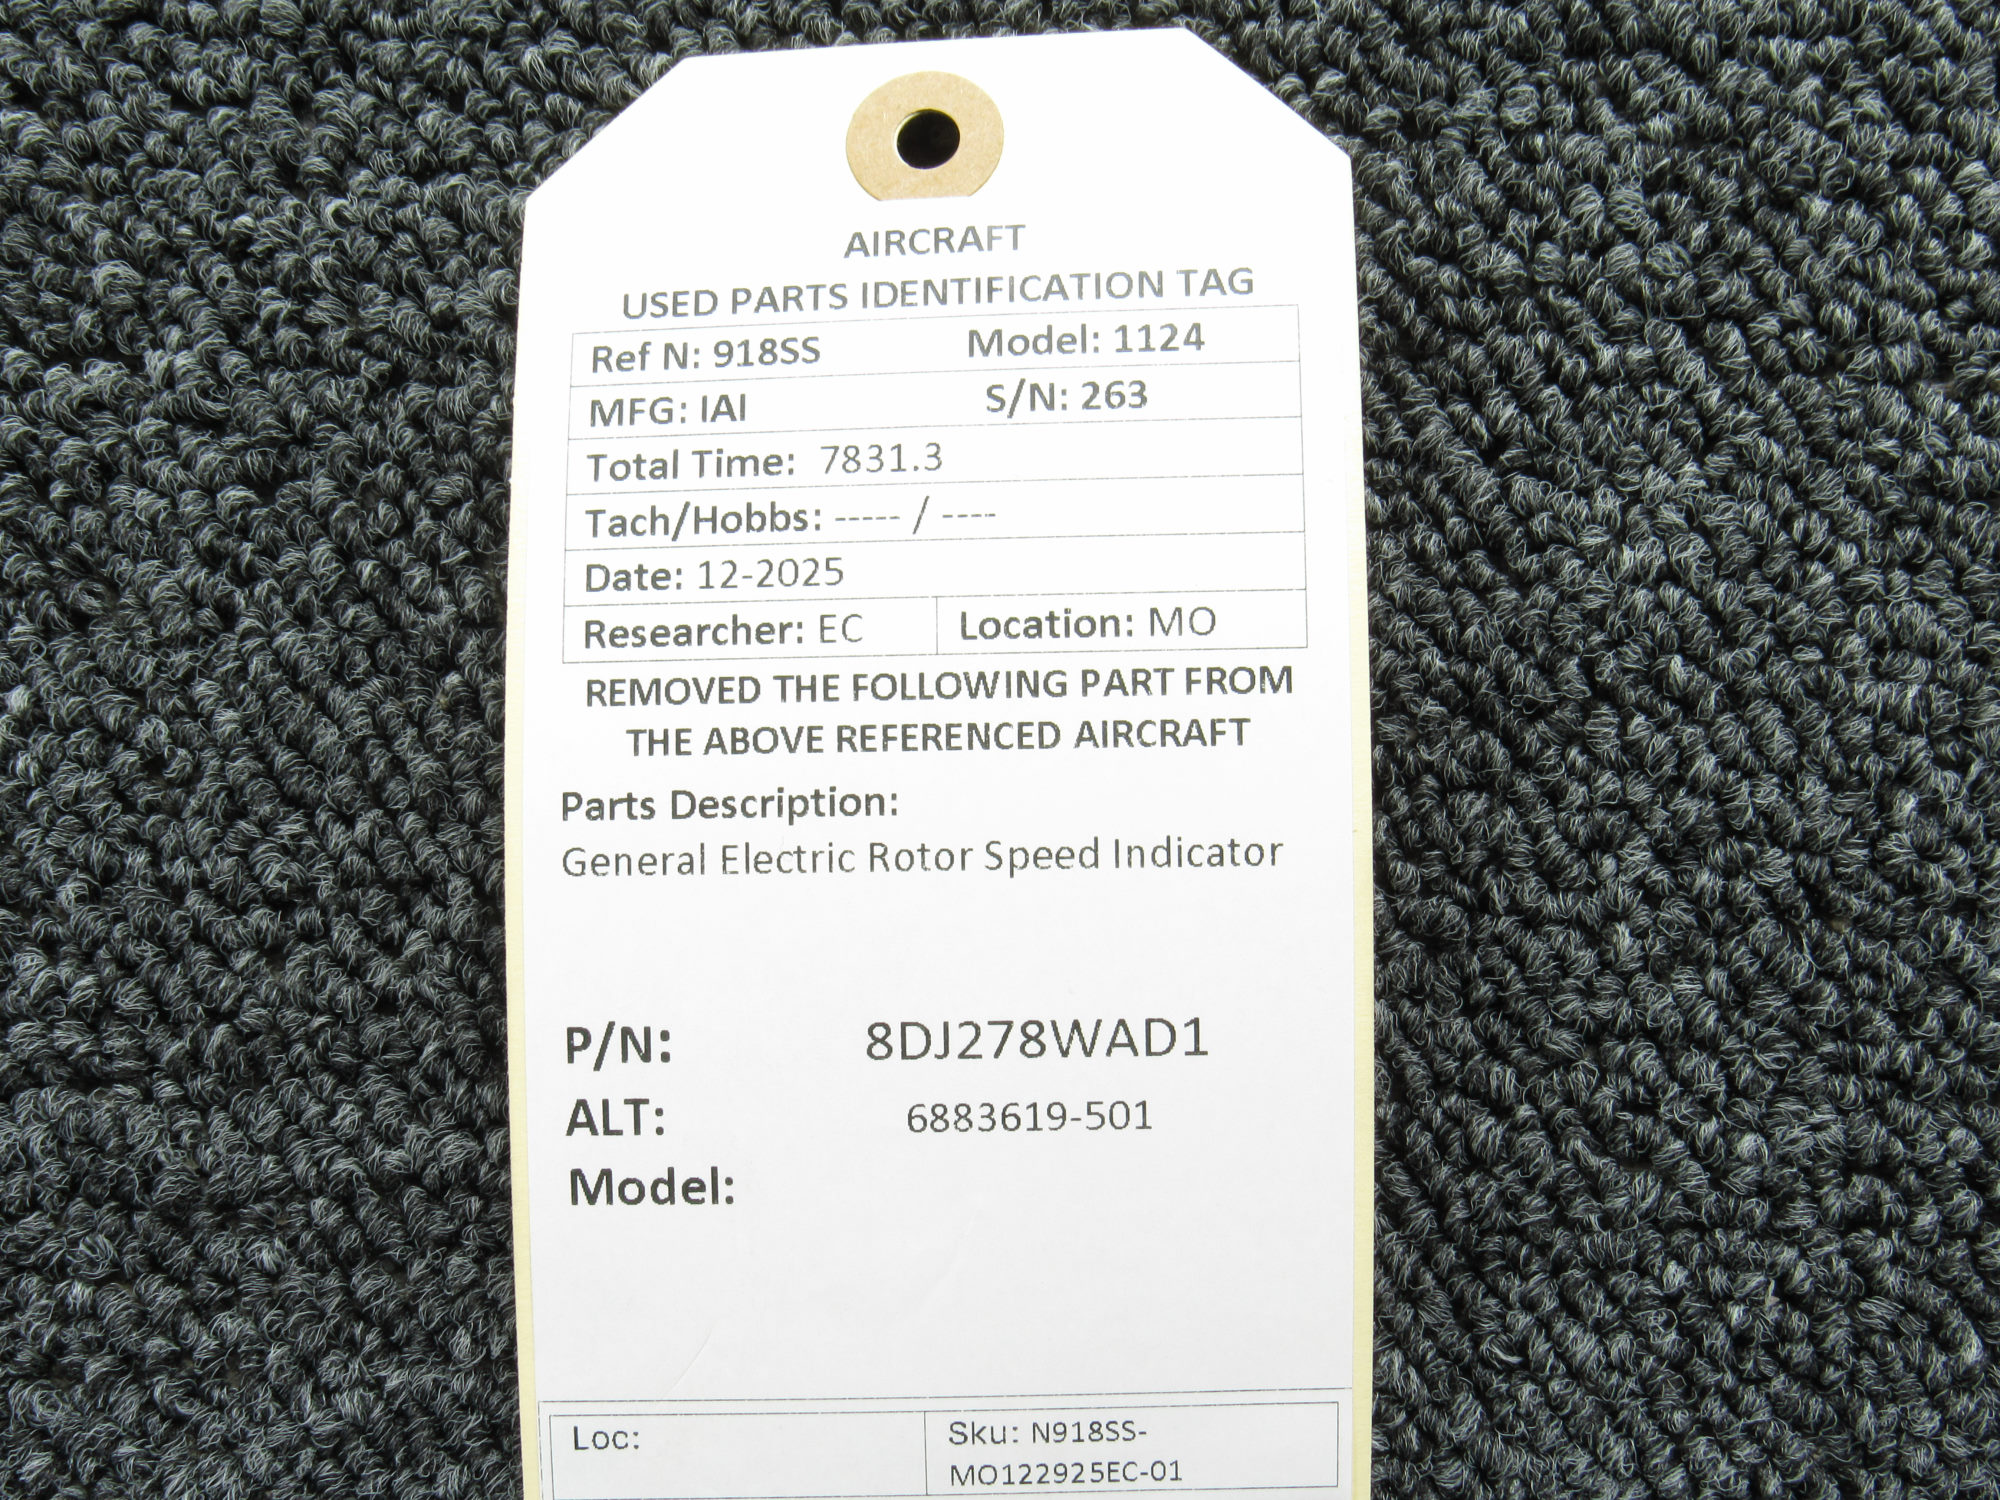 AIRCRAFT
USED PARTS IDENTIFICATION TAG
Ref N: 918SS Model: 1124
MFG: IAI S/N: 263
Total Time: 7831.3
Tach/Hobbs: ----- / ----
Date: 12-2025
Researcher: EC Location: MO
REMOVED THE FOLLOWING PART FROM
THE ABOVE REFERENCED AIRCRAFT
Parts Description:
General Electric Rotor Speed Indicator
P/N: 8DJ278WAD1
ALT: 6883619-501
Model:
Loc: Sku: N918SS-
MO122925EC-01